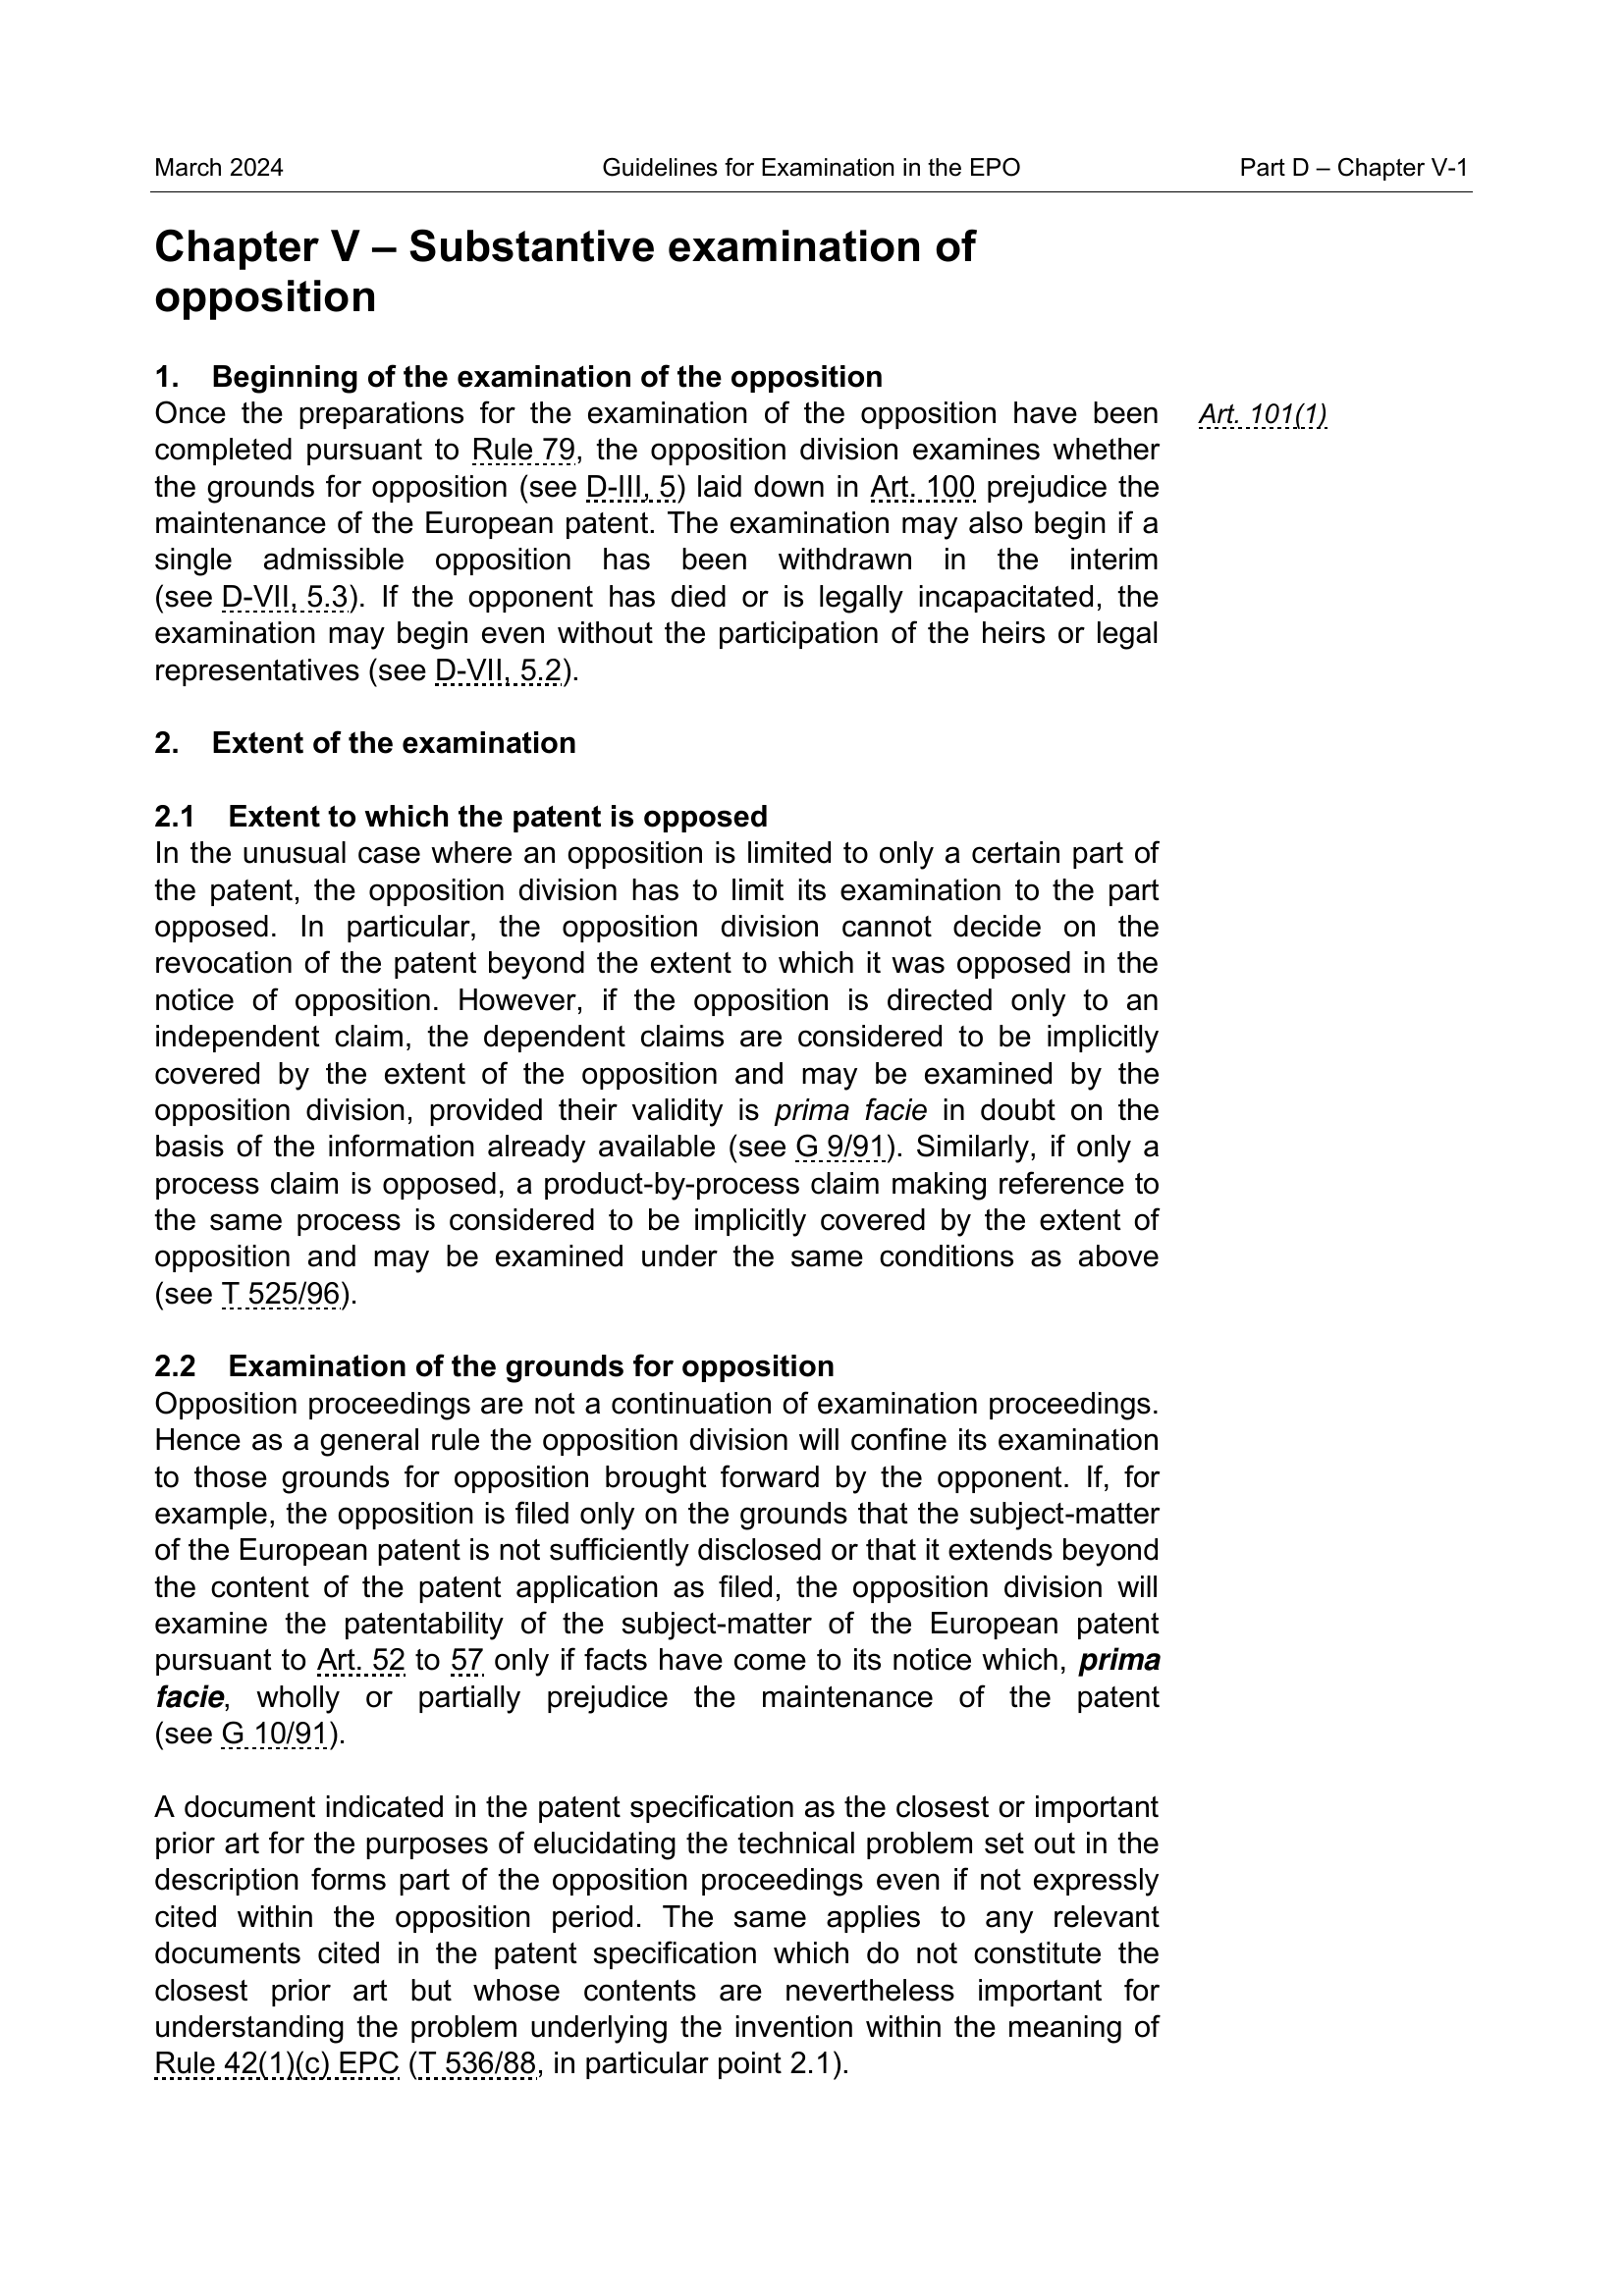 March 2024 Guidelines for Examination in the EPO Part D – Chapter V-1
Chapter V – Substantive examination of
opposition
1. Beginning of the examination of the opposition
Once the preparations for the examination of the opposition have been Art. 101(1)
completed pursuant to Rule 79, the opposition division examines whether
the grounds for opposition (see D-III, 5) laid down in Art. 100 prejudice the
maintenance of the European patent. The examination may also begin if a
single admissible opposition has been withdrawn in the interim
(see D-VII, 5.3). If the opponent has died or is legally incapacitated, the
examination may begin even without the participation of the heirs or legal
representatives (see D-VII, 5.2).
2. Extent of the examination
2.1 Extent to which the patent is opposed
In the unusual case where an opposition is limited to only a certain part of
the patent, the opposition division has to limit its examination to the part
opposed. In particular, the opposition division cannot decide on the
revocation of the patent beyond the extent to which it was opposed in the
notice of opposition. However, if the opposition is directed only to an
independent claim, the dependent claims are considered to be implicitly
covered by the extent of the opposition and may be examined by the
opposition division, provided their validity is prima facie in doubt on the
basis of the information already available (see G 9/91). Similarly, if only a
process claim is opposed, a product-by-process claim making reference to
the same process is considered to be implicitly covered by the extent of
opposition and may be examined under the same conditions as above
(see T 525/96).
2.2 Examination of the grounds for opposition
Opposition proceedings are not a continuation of examination proceedings.
Hence as a general rule the opposition division will confine its examination
to those grounds for opposition brought forward by the opponent. If, for
example, the opposition is filed only on the grounds that the subject-matter
of the European patent is not sufficiently disclosed or that it extends beyond
the content of the patent application as filed, the opposition division will
examine the patentability of the subject-matter of the European patent
pursuant to Art. 52 to 57 only if facts have come to its notice which, prima
facie, wholly or partially prejudice the maintenance of the patent
(see G 10/91).
A document indicated in the patent specification as the closest or important
prior art for the purposes of elucidating the technical problem set out in the
description forms part of the opposition proceedings even if not expressly
cited within the opposition period. The same applies to any relevant
documents cited in the patent specification which do not constitute the
closest prior art but whose contents are nevertheless important for
understanding the problem underlying the invention within the meaning of
Rule 42(1)(c) EPC (T 536/88, in particular point 2.1).